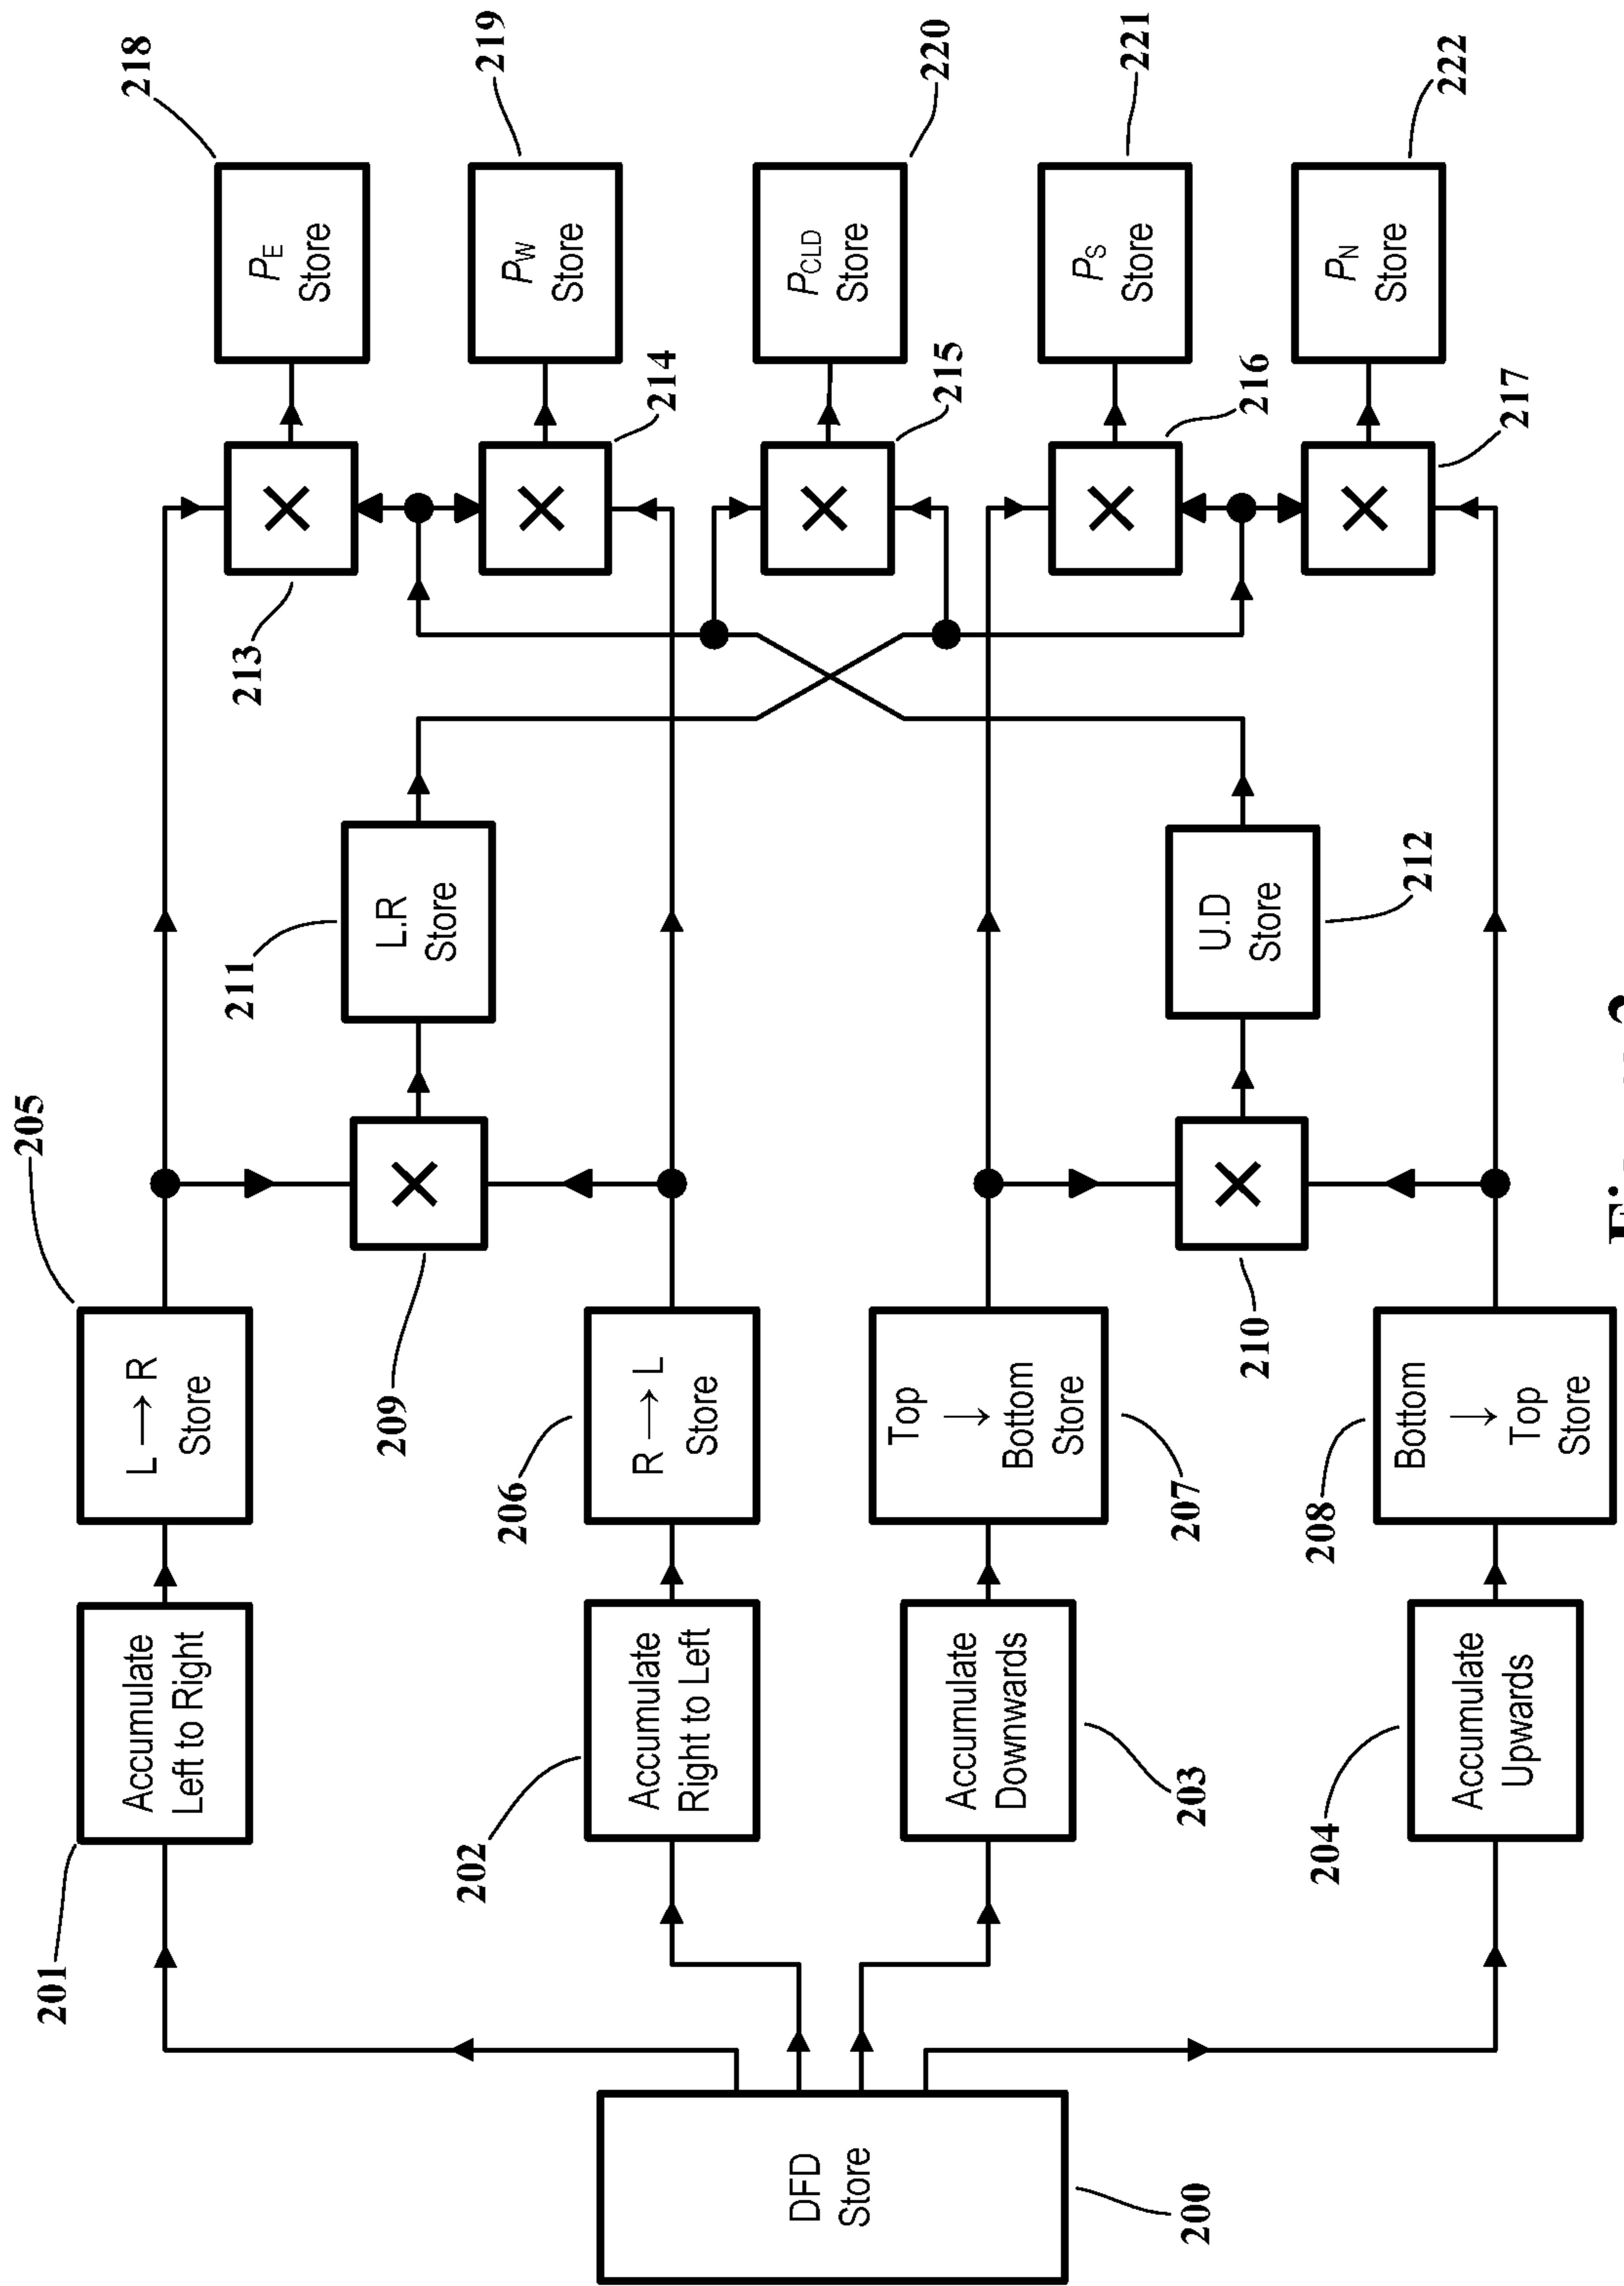 DFD
Store
200
201
Accumulate
Left to Right
202
Accumulate
Right to Left
Accumulate
Downwards
203
204
Accumulate
Upwards
205
L → R
Store
206
R → L
Store
Top
→
Bottom
Store
207
208
Bottom
→
Top
Store
209
×
×
210
211
L.R
Store
U.D
Store
212
213
×
×
214
×
215
×
216
×
217
218
PE
Store
219
PW
Store
220
PCLD
Store
221
PS
Store
222
PN
Store